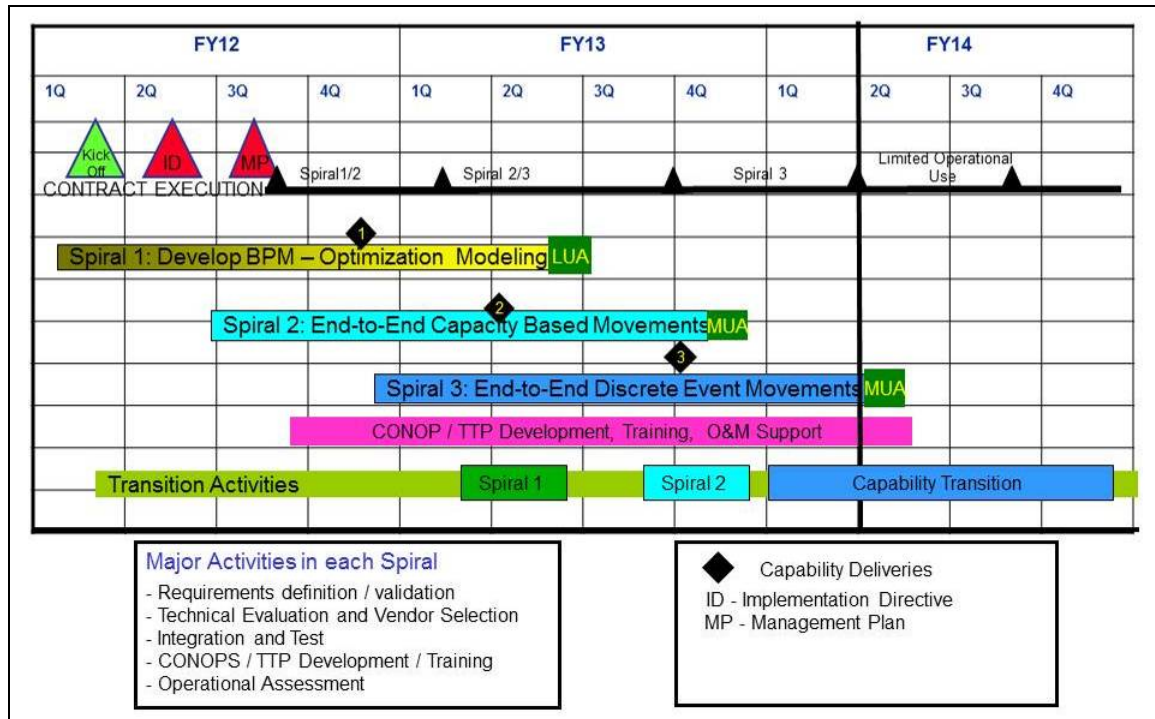 FY12 FY13 FY14
1Q 2Q 3Q 4Q 1Q 2Q 3Q 4Q 1Q 2Q 3Q 4Q
Kick
Off
ID
MP
CONTRACT EXECUTION
Spiral1/2
Spiral 2/3
Spiral 3
Limited Operational
Use
1
Spiral 1: Develop BPM – Optimization Modeling
LUA
2
Spiral 2: End-to-End Capacity Based Movements
MUA
3
Spiral 3: End-to-End Discrete Event Movements
MUA
CONOP / TTP Development, Training, O&M Support
Transition Activities
Spiral 1
Spiral 2
Capability Transition
Major Activities in each Spiral
- Requirements definition / validation
- Technical Evaluation and Vendor Selection
- Integration and Test
- CONOPS / TTP Development / Training
- Operational Assessment
Capability Deliveries
ID - Implementation Directive
MP - Management Plan